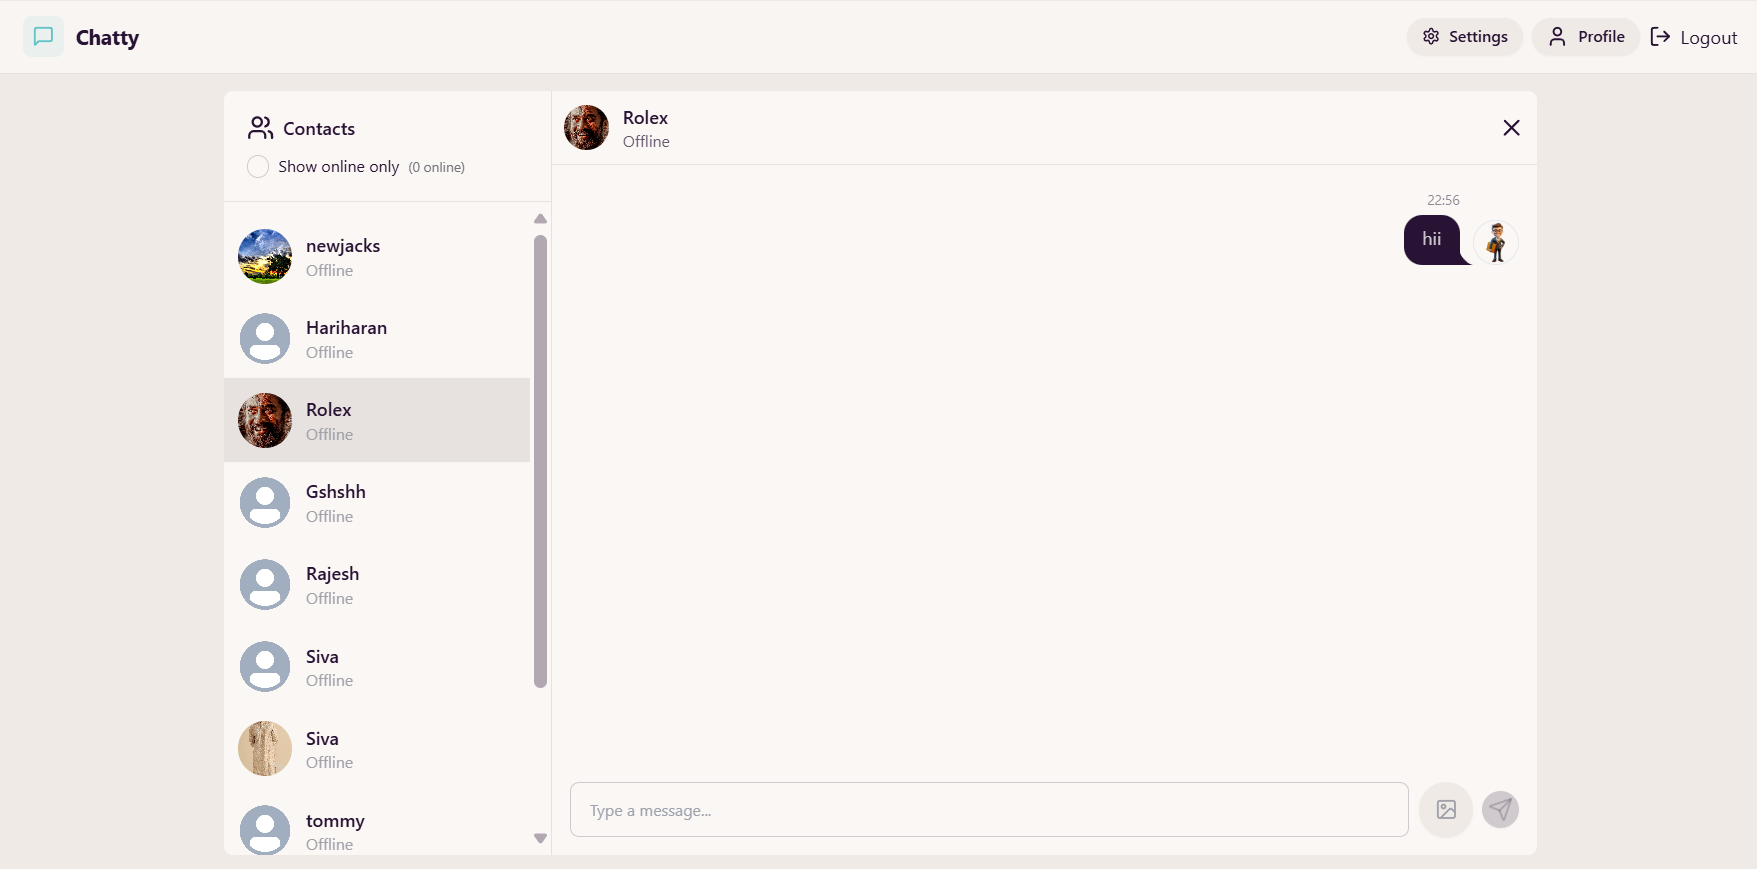 Chatty
Settings
Profile
Logout
Contacts
Show online only (0 online)
newjacks
Offline
Hariharan
Offline
Rolex
Offline
Gshshh
Offline
Rajesh
Offline
Siva
Offline
Siva
Offline
tommy
Offline
Rolex
Offline
22:56
hii
Type a message...